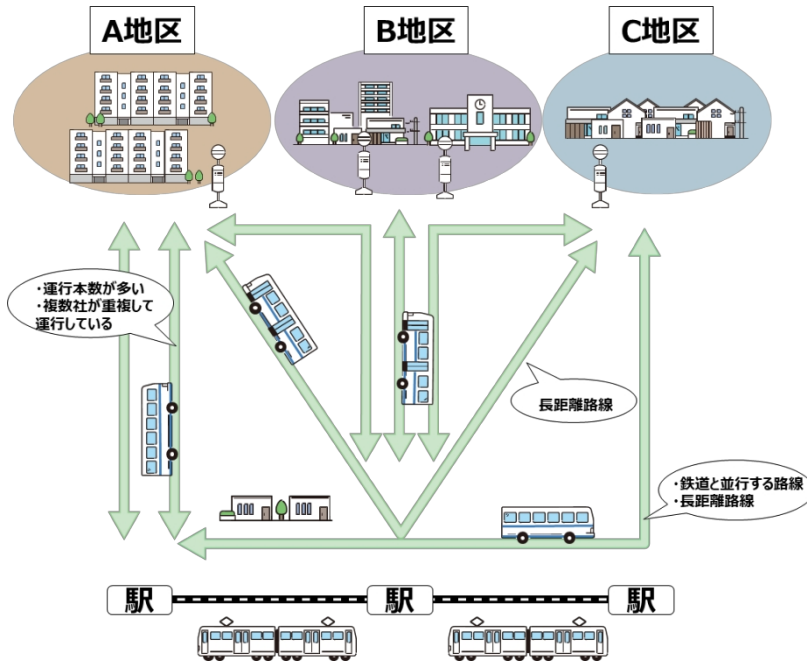 A地区
B地区
C地区
・運行本数が多い
・複数社が重複して
運行している
長距離路線
・鉄道と並行する路線
・長距離路線
駅
駅
駅